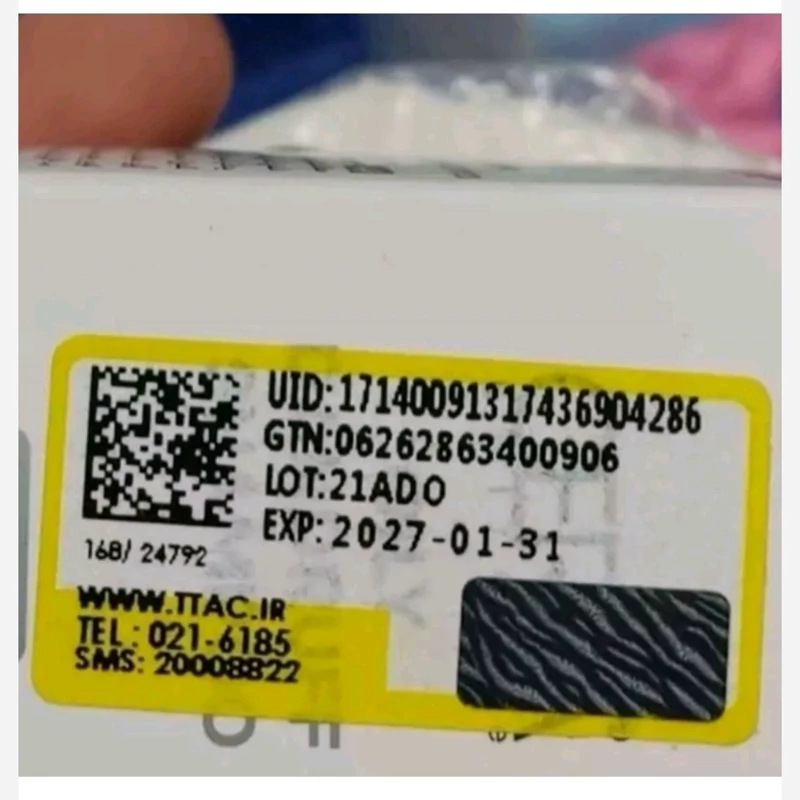 UID:17140091317436904286
GTN:06262863400906
LOT:21ADO
EXP: 2027-01-31
168/ 24792
WWW.TTAC.IR
TEL : 021-6185
SMS: 20008822